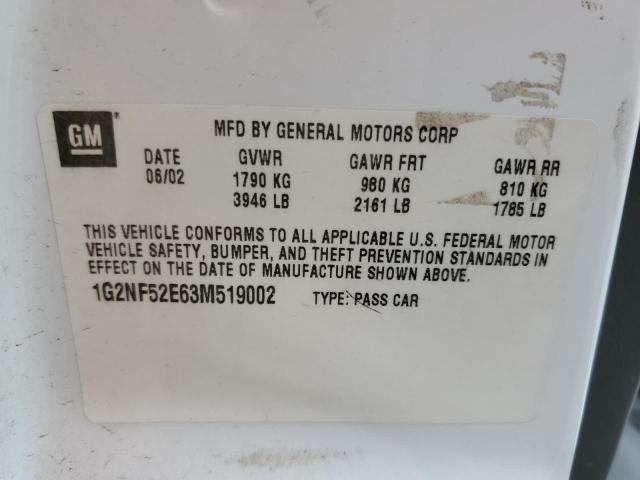 GM
MFD BY GENERAL MOTORS CORP
DATE GVWR GAWR FRT GAWR RR
06/02 1790 KG 980 KG 810 KG
3946 LB 2161 LB 1785 LB
THIS VEHICLE CONFORMS TO ALL APPLICABLE U.S. FEDERAL MOTOR
VEHICLE SAFETY, BUMPER, AND THEFT PREVENTION STANDARDS IN
EFFECT ON THE DATE OF MANUFACTURE SHOWN ABOVE.
1G2NF52E63M519002 TYPE: PASS CAR